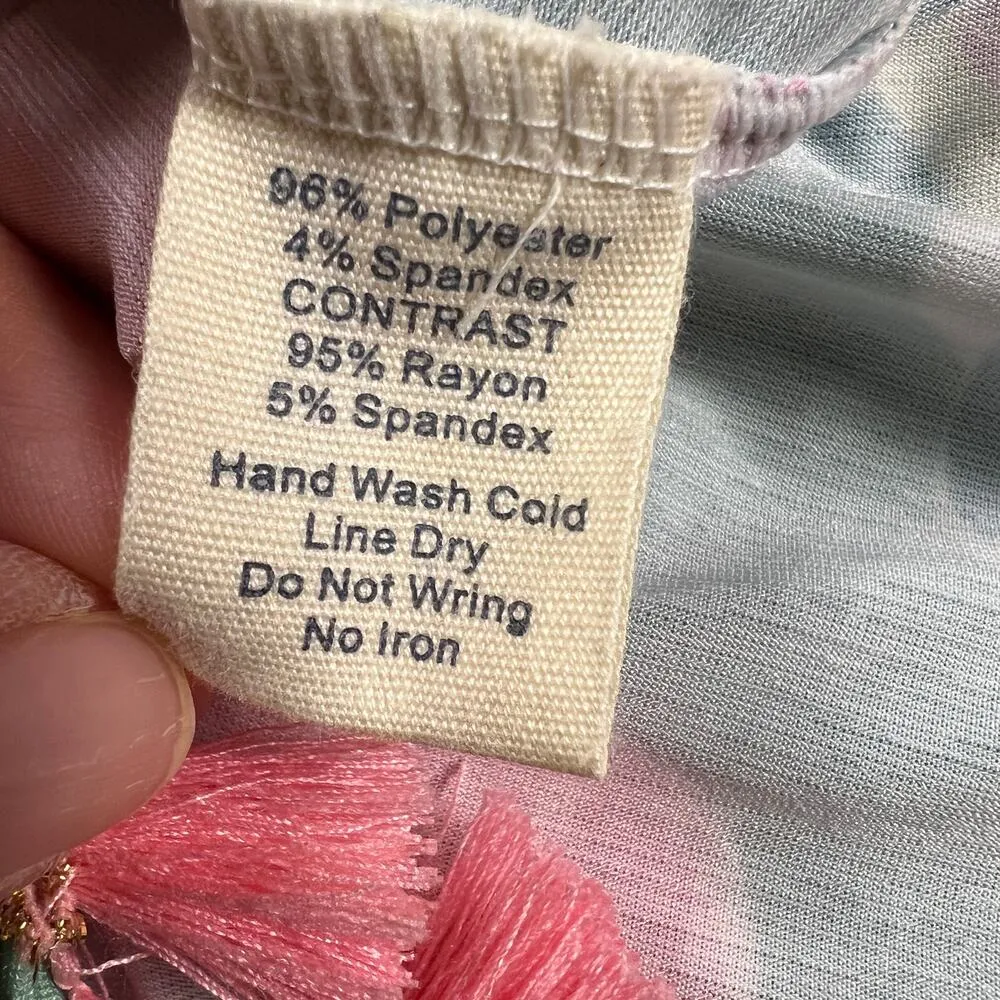 96% Polyester
4% Spandex
CONTRAST
95% Rayon
5% Spandex
Hand Wash Cold
Line Dry
Do Not Wring
No Iron